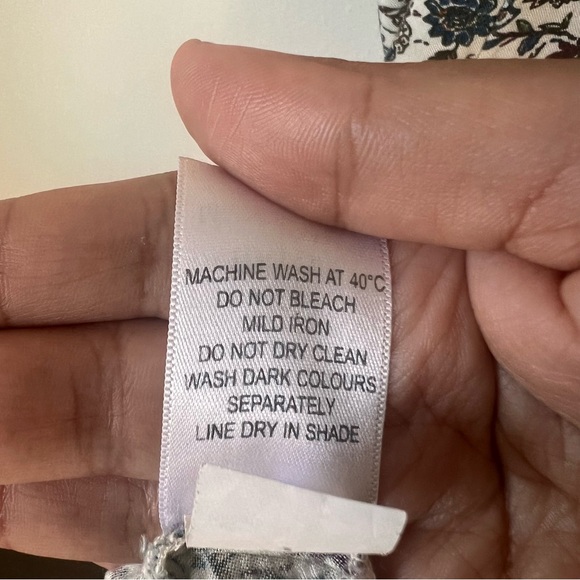 MACHINE WASH AT 40°C
DO NOT BLEACH
MILD IRON
DO NOT DRY CLEAN
WASH DARK COLOURS
SEPARATELY
LINE DRY IN SHADE